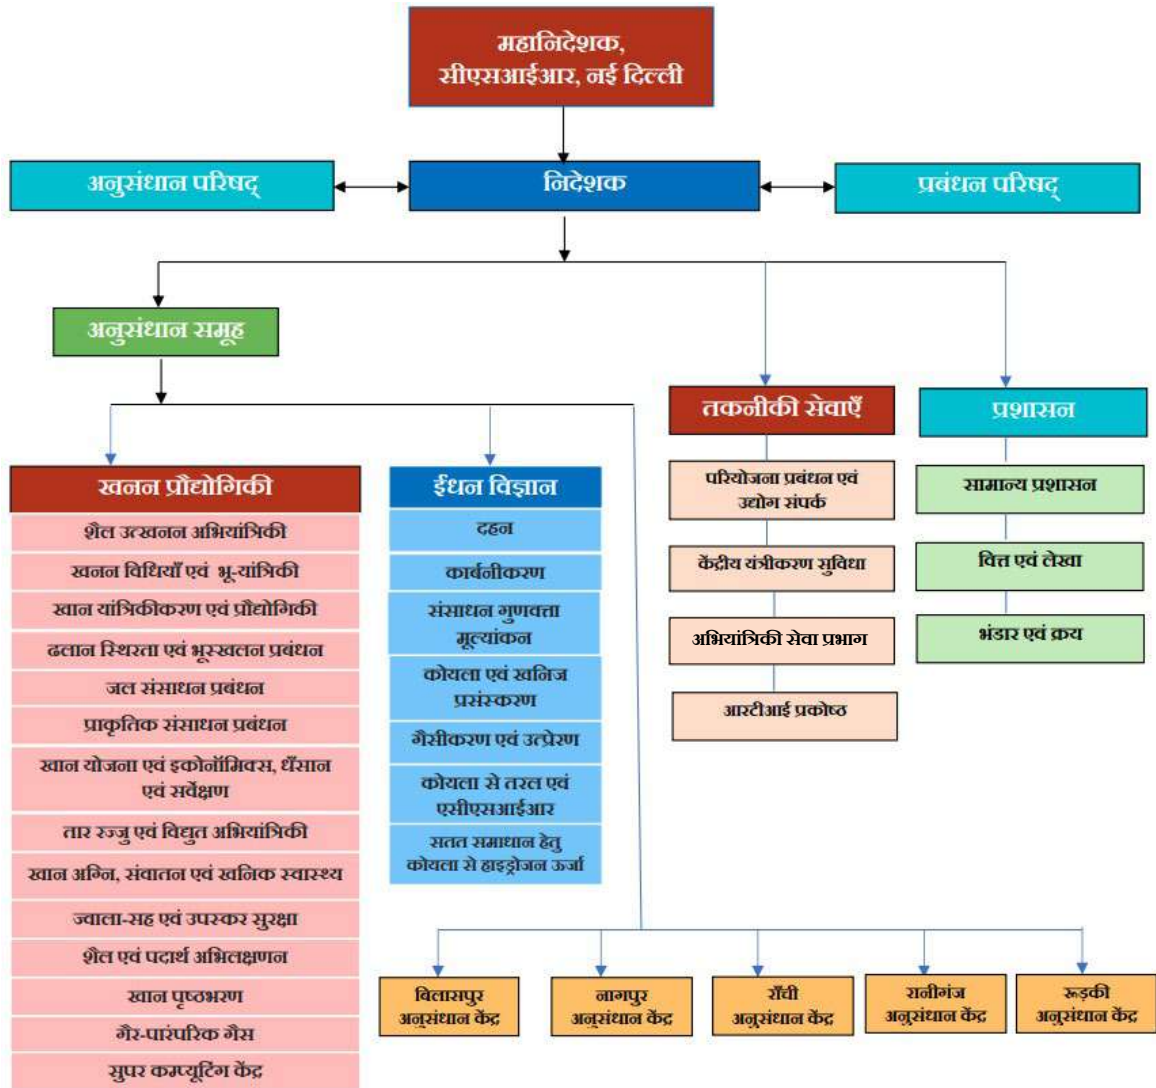 महानिदेशक,
सीएसआईआर, नई दिल्ली
अनुसंधान परिषद्
निदेशक
प्रबंधन परिषद्
अनुसंधान समूह
तकनीकी सेवाएँ
प्रशासन
परियोजना प्रबंधन एवं
उद्योग संपर्क
केंद्रीय यंत्रीकरण सुविधा
अभियांत्रिकी सेवा प्रभाग
आरटीआई प्रकोष्ठ
सामान्य प्रशासन
वित्त एवं लेखा
भंडार एवं क्रय
खनन प्रौद्योगिकी
शैल उत्खनन अभियांत्रिकी
खनन विधियाँ एवं भू-यांत्रिकी
खान यांत्रिकीकरण एवं प्रौद्योगिकी
ढलान स्थिरता एवं भूस्खलन प्रबंधन
जल संसाधन प्रबंधन
प्राकृतिक संसाधन प्रबंधन
खान योजना एवं इकोनॉमिक्स, धँसान
एवं सर्वेक्षण
तार रज्जु एवं विद्युत अभियांत्रिकी
खान अग्नि, संवातन एवं खनिक स्वास्थ्य
ज्वाला-सह एवं उपस्कर सुरक्षा
शैल एवं पदार्थ अभिलक्षणन
खान पृष्ठभरण
गैर-पारंपरिक गैस
सुपर कम्प्यूटिंग केंद्र
ईंधन विज्ञान
दहन
कार्बनीकरण
संसाधन गुणवत्ता
मूल्यांकन
कोयला एवं खनिज
प्रसंस्करण
गैसीकरण एवं उत्प्रेरण
कोयला से तरल एवं
एसीएसआईआर
सतत समाधान हेतु
कोयला से हाइड्रोजन ऊर्जा
बिलासपुर
अनुसंधान केंद्र
नागपुर
अनुसंधान केंद्र
राँची
अनुसंधान केंद्र
रानीगंज
अनुसंधान केंद्र
रूड़की
अनुसंधान केंद्र